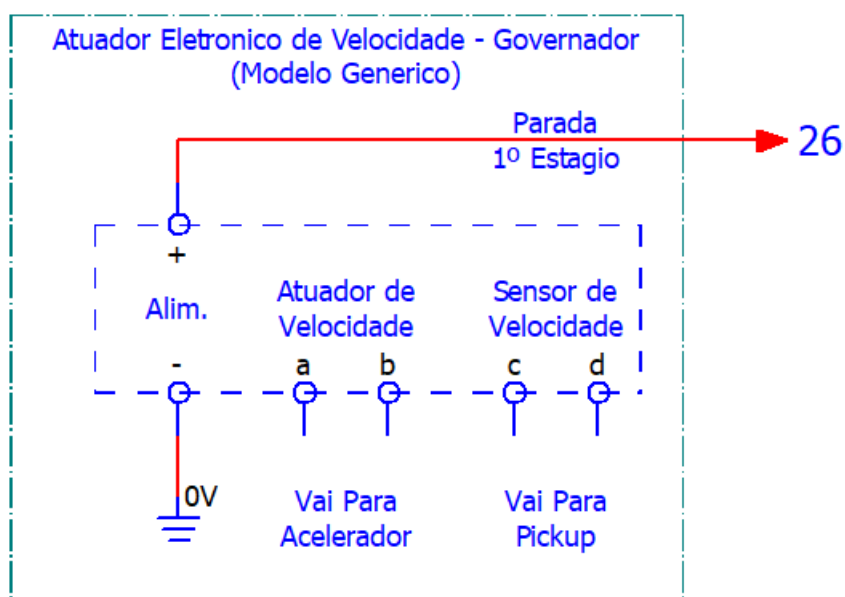 Atuador Eletronico de Velocidade - Governador
(Modelo Generico)
Parada
1º Estagio
26
+
Alim.
Atuador de
Velocidade
Sensor de
Velocidade
-
a
b
c
d
0V
Vai Para
Acelerador
Vai Para
Pickup